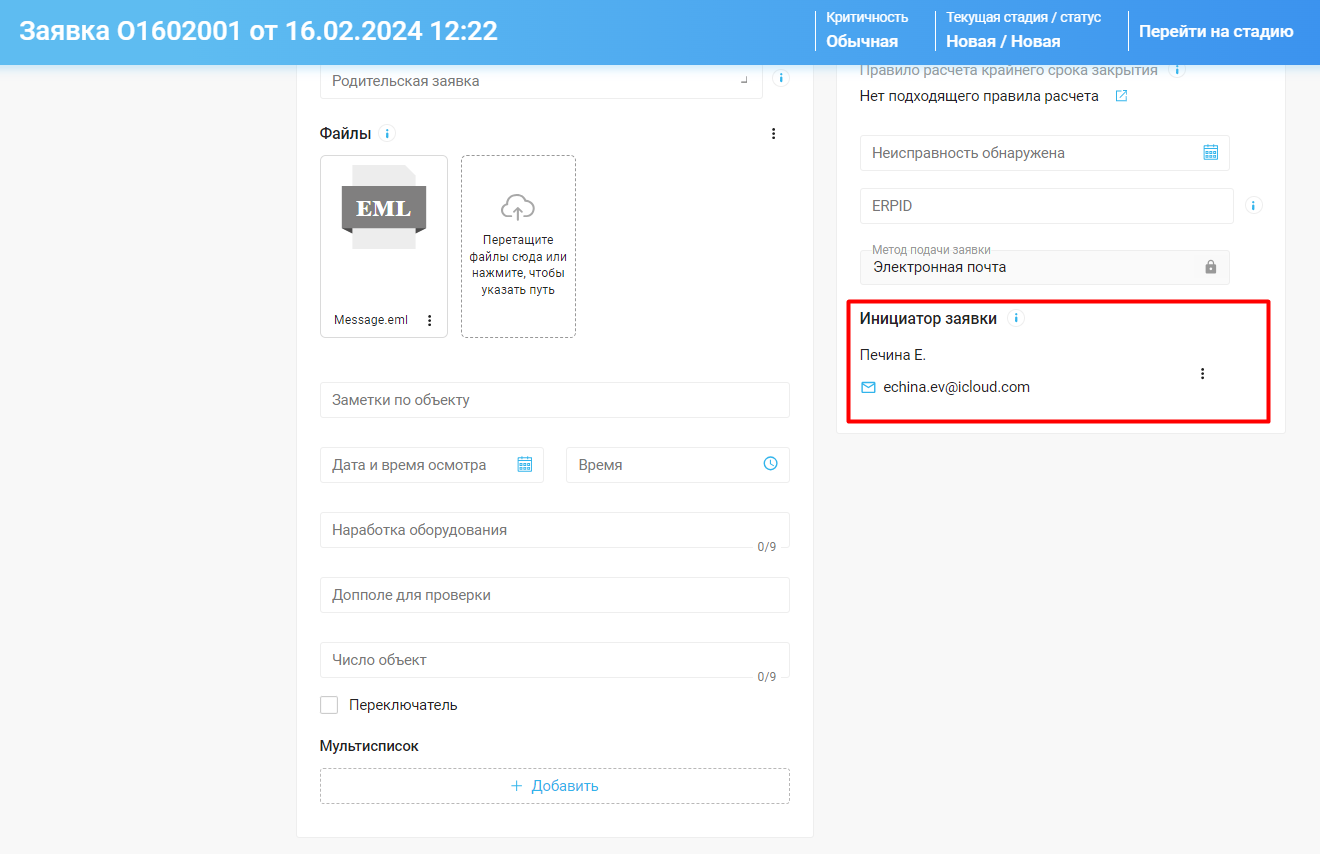 Заявка О1602001 от 16.02.2024 12:22
Критичность
Обычная
Текущая стадия / статус
Новая / Новая
Перейти на стадию
Родительская заявка
Файлы
EML
Message.eml
Перетащите
файлы сюда или
нажмите, чтобы
указать путь
Заметки по объекту
Дата и время осмотра
Время
Наработка оборудования
0/9
Допполе для проверки
Число объект
0/9
Переключатель
Мультисписок
+ Добавить
Правило расчета крайнего срока закрытия
Нет подходящего правила расчета
Неисправность обнаружена
ERPID
Метод подачи заявки
Электронная почта
Инициатор заявки
Печина Е.
echina.ev@icloud.com